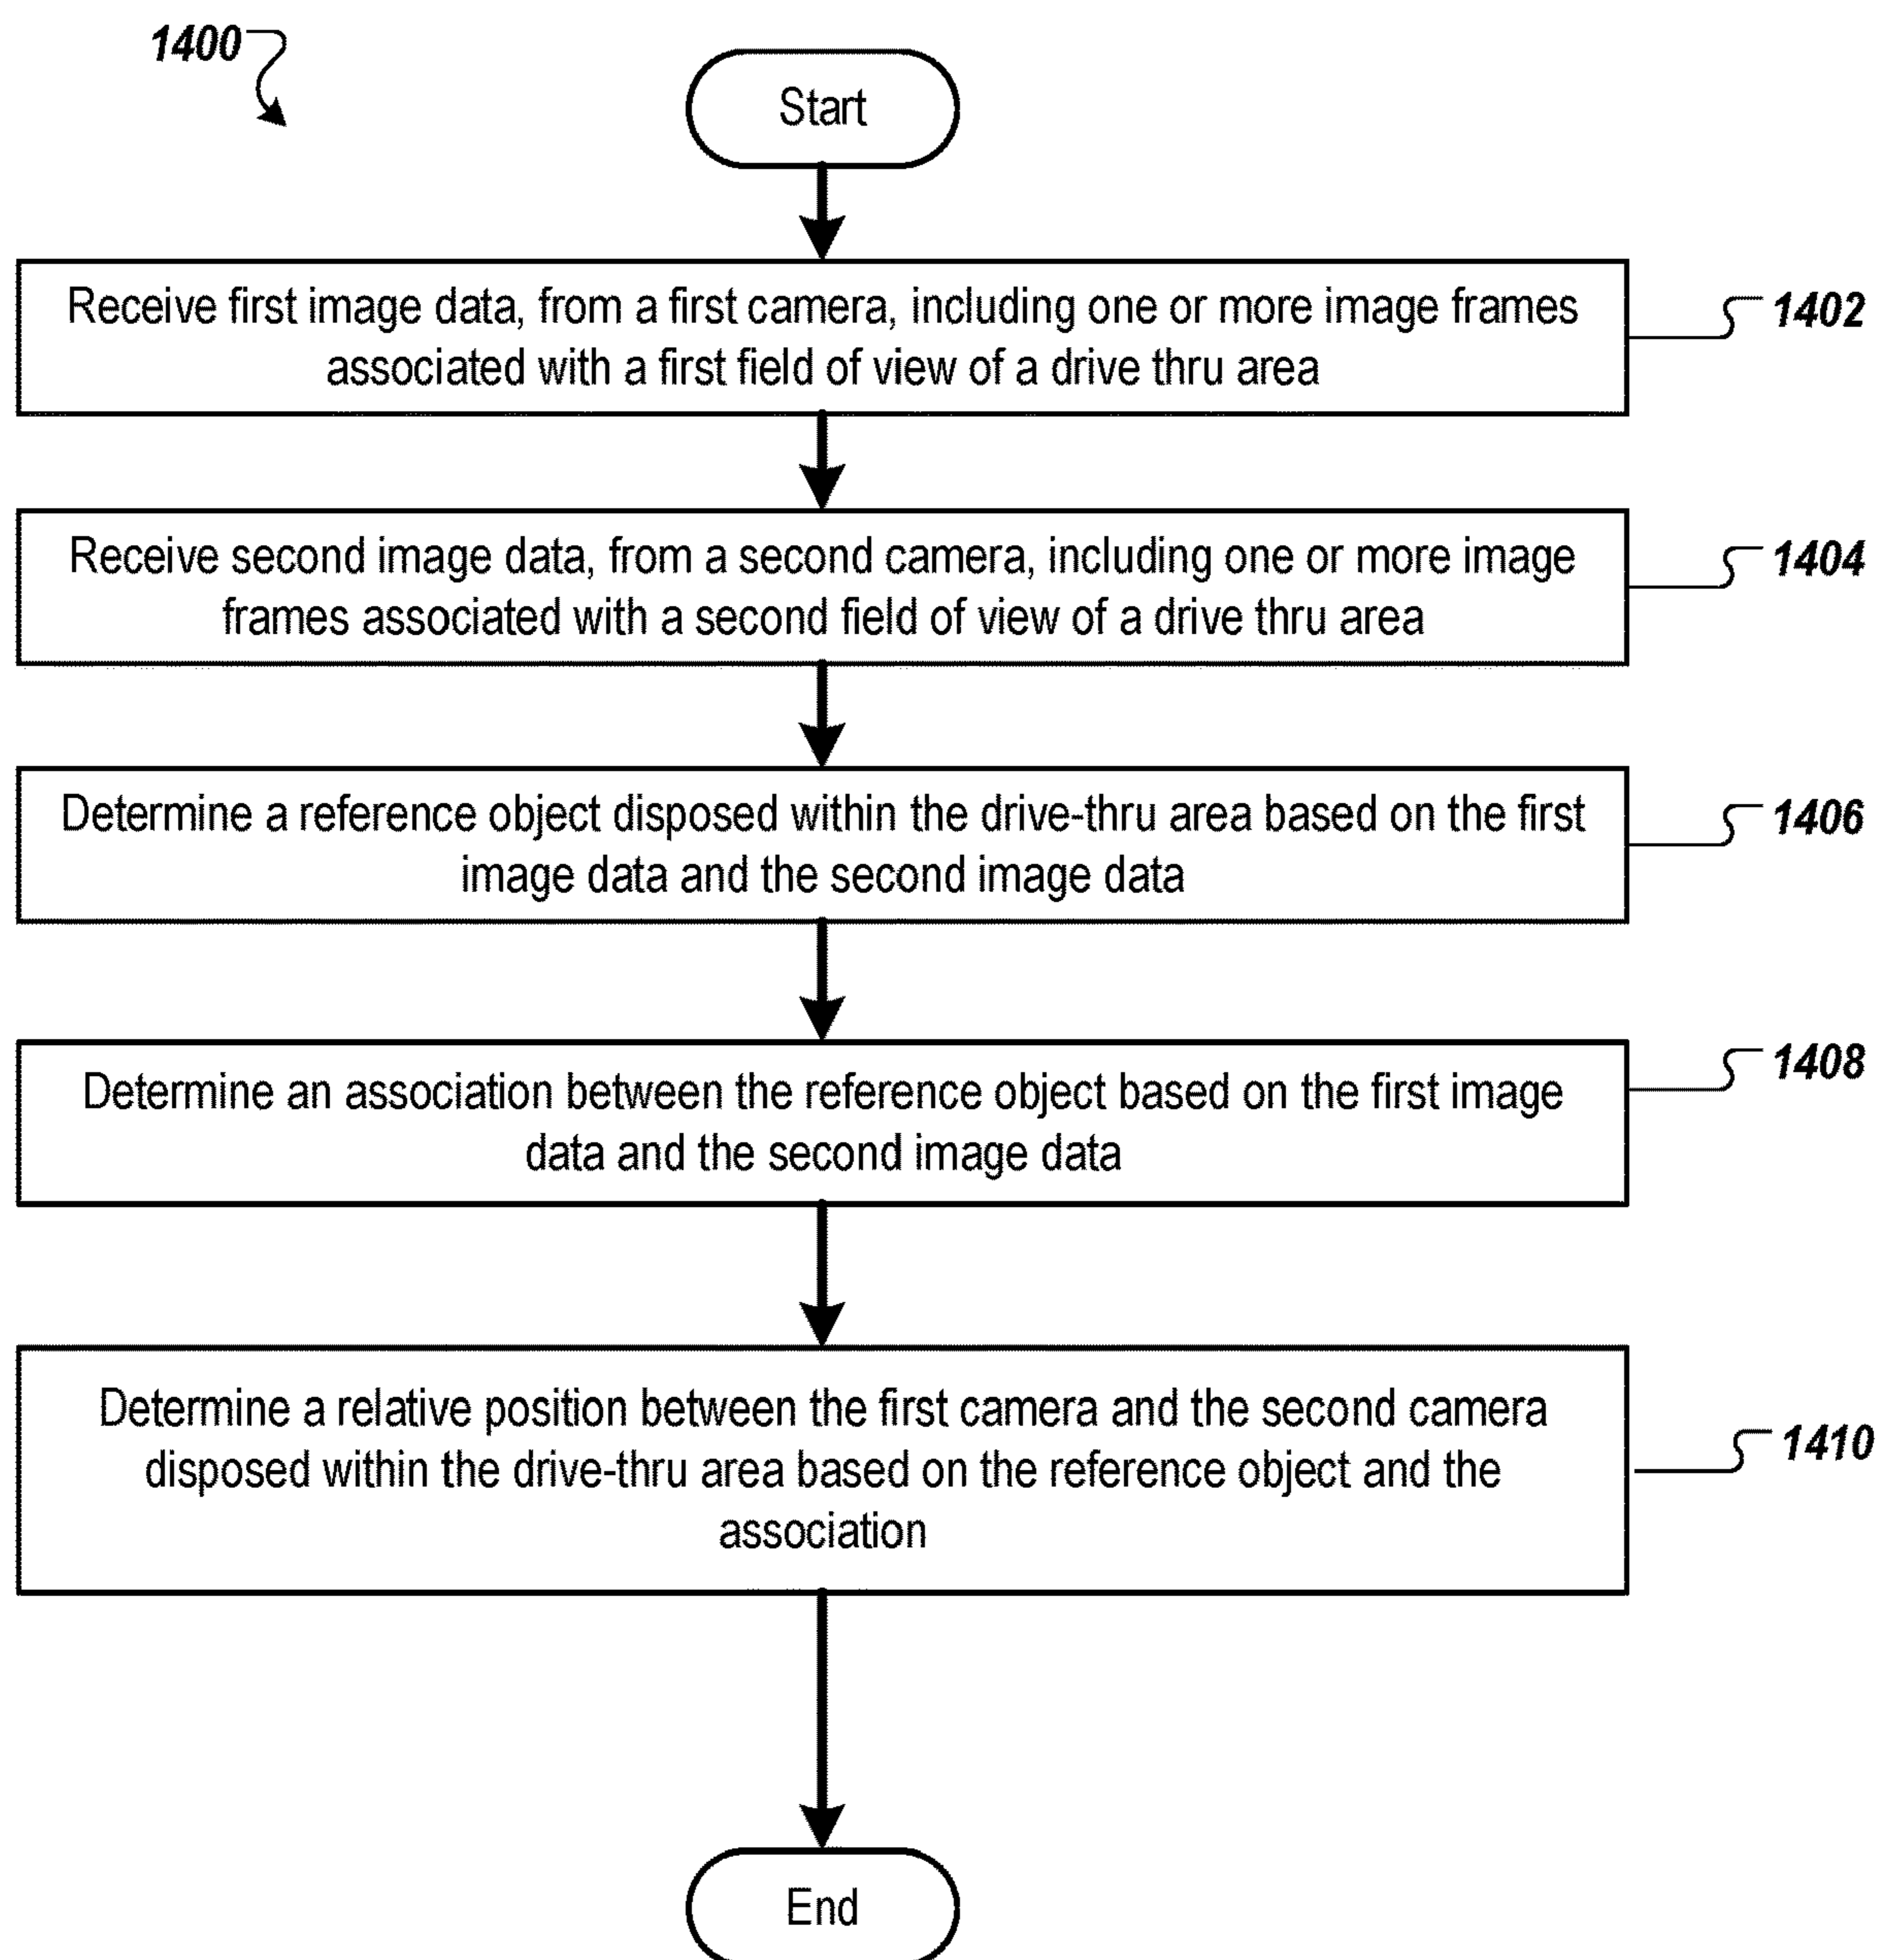 1400
Start
Receive first image data, from a first camera, including one or more image frames
associated with a first field of view of a drive thru area
1402
Receive second image data, from a second camera, including one or more image
frames associated with a second field of view of a drive thru area
1404
Determine a reference object disposed within the drive-thru area based on the first
image data and the second image data
1406
Determine an association between the reference object based on the first image
data and the second image data
1408
Determine a relative position between the first camera and the second camera
disposed within the drive-thru area based on the reference object and the
association
1410
End